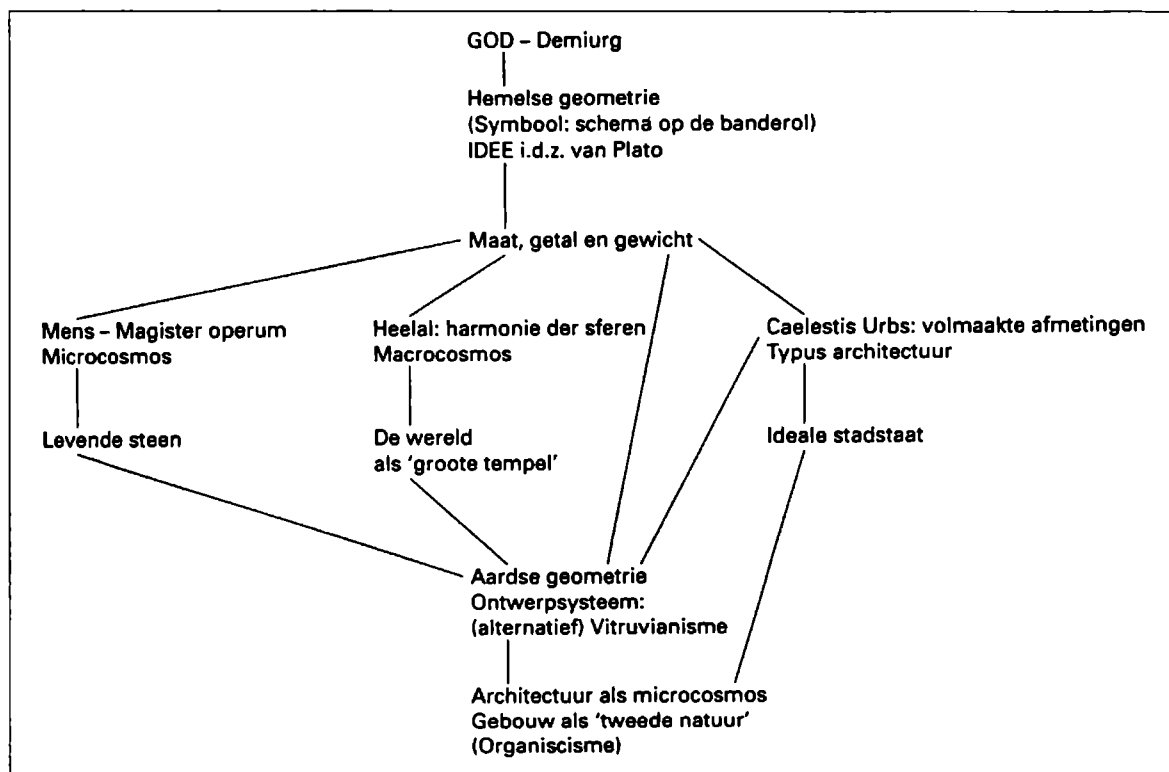 GOD – Demiurg
Hemelse geometrie
(Symbool: schema op de banderol)
IDEE i.d.z. van Plato
Maat, getal en gewicht
Mens – Magister operum
Microcosmos
Heelal: harmonie der sferen
Macrocosmos
Caelestis Urbs: volmaakte afmetingen
Typus architectuur
Levende steen
De wereld
als ‘groote tempel’
Ideale stadstaat
Aardse geometrie
Ontwerpsysteem:
(alternatief) Vitruvianisme
Architectuur als microcosmos
Gebouw als ‘tweede natuur’
(Organiscisme)